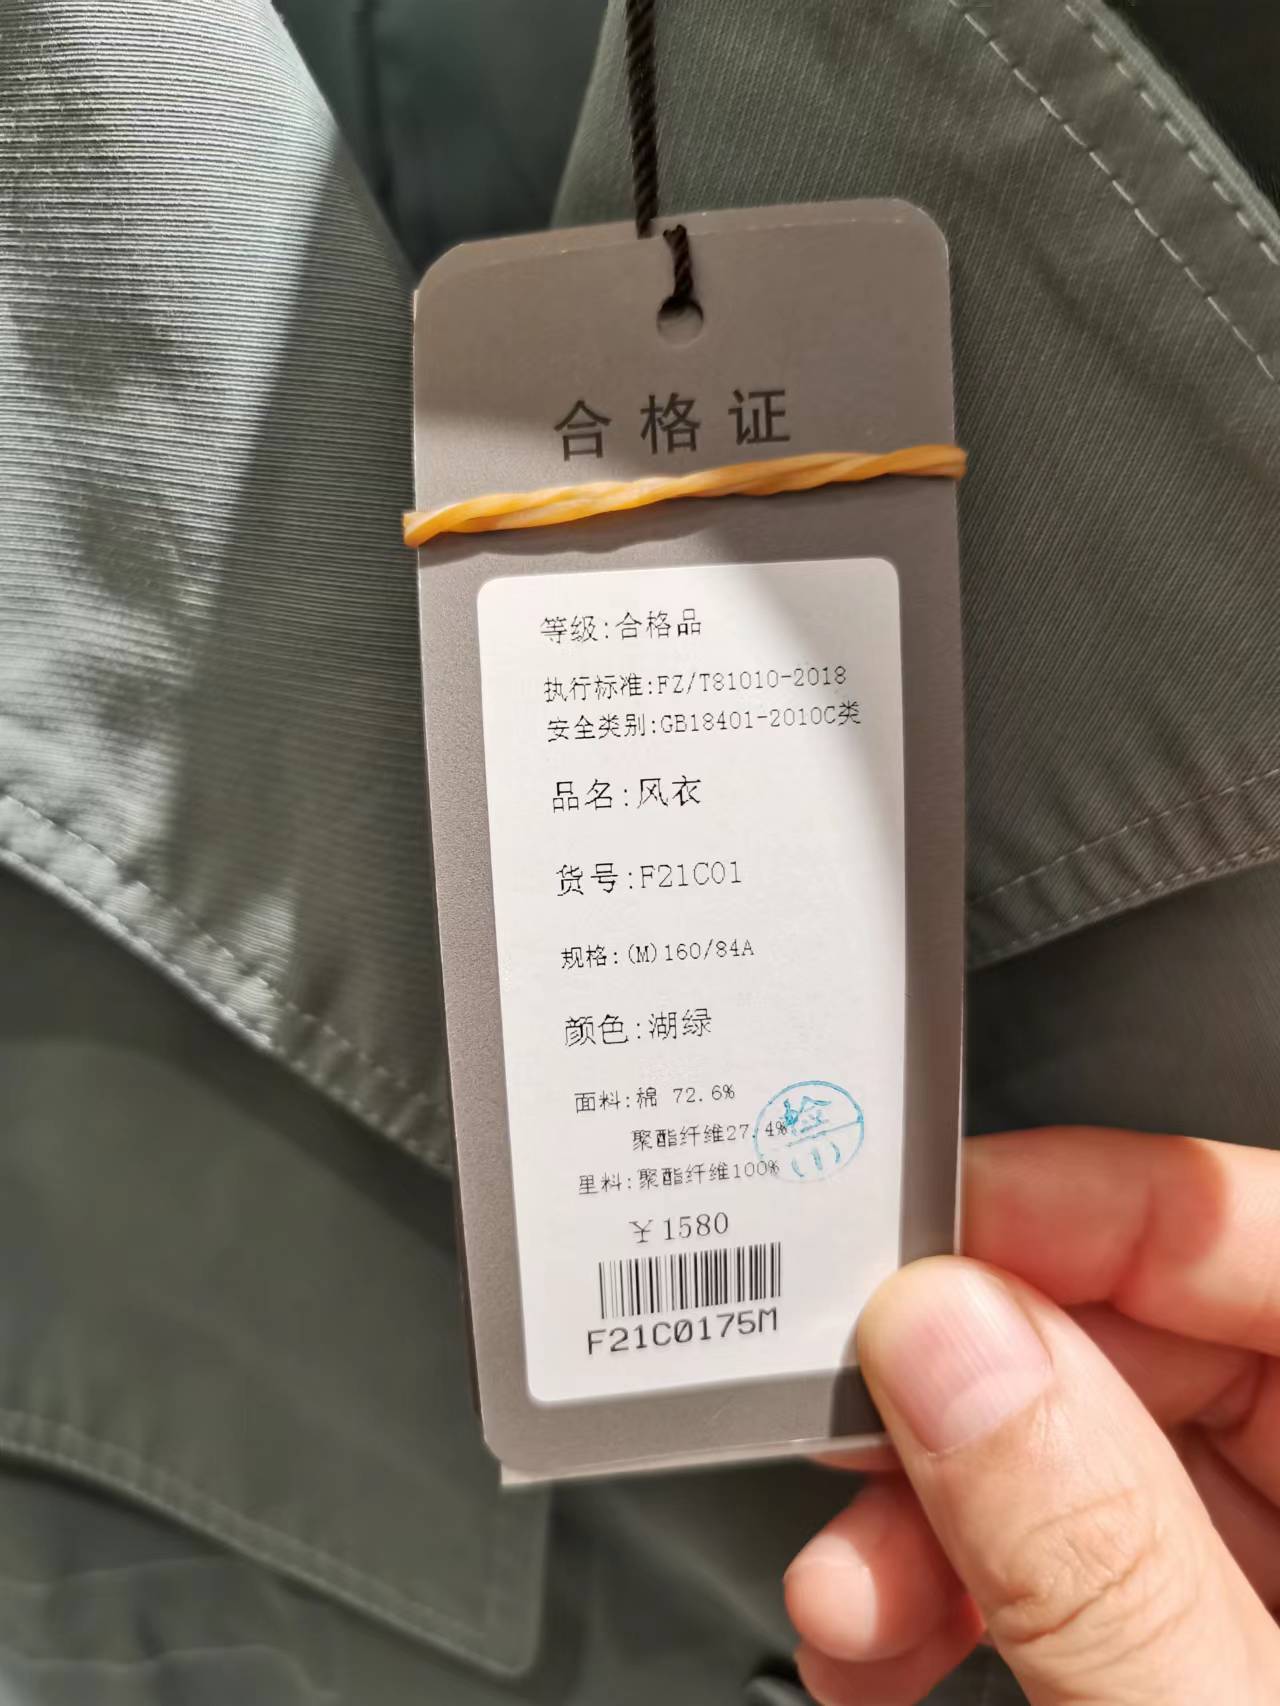 合格证
等级:合格品
执行标准:FZ/T81010-2018
安全类别:GB18401-2010C类
品名:风衣
货号:F21C01
规格:(M)160/84A
颜色:湖绿
面料:棉 72.6%
聚酯纤维27.4%
里料:聚酯纤维100%
检
(1)
¥1580
F21C0175M